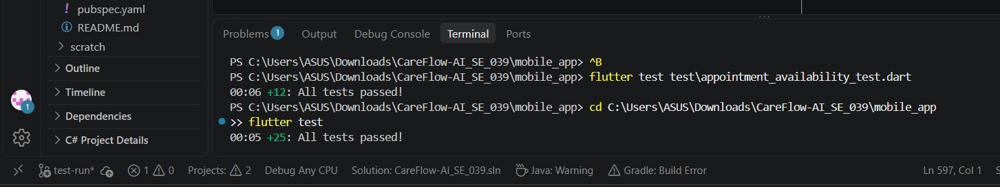 pubspec.yaml
README.md
scratch
Outline
Timeline
Dependencies
C# Project Details
1
Problems 1 Output Debug Console Terminal Ports
PS C:\Users\ASUS\Downloads\CareFlow-AI_SE_039\mobile_app> ^B
PS C:\Users\ASUS\Downloads\CareFlow-AI_SE_039\mobile_app> flutter test test\appointment_availability_test.dart
00:06 +12: All tests passed!
PS C:\Users\ASUS\Downloads\CareFlow-AI_SE_039\mobile_app> cd C:\Users\ASUS\Downloads\CareFlow-AI_SE_039\mobile_app
>> flutter test
00:05 +25: All tests passed!
test-run* 1 0 Projects: 2 Debug Any CPU Solution: CareFlow-AI_SE_039.sln Java: Warning Gradle: Build Error Ln 597, Col 1